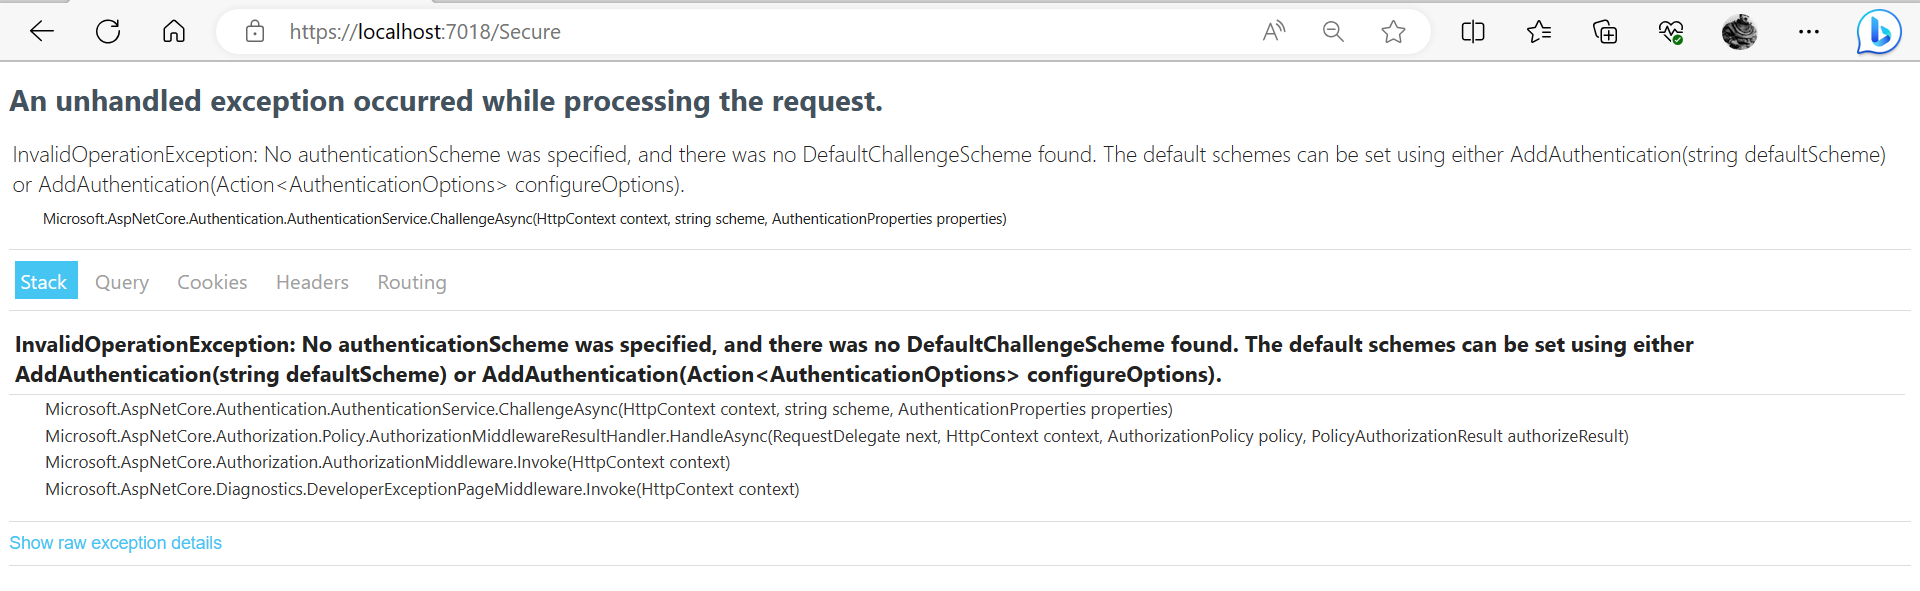 https://localhost:7018/Secure
An unhandled exception occurred while processing the request.
InvalidOperationException: No authenticationScheme was specified, and there was no DefaultChallengeScheme found. The default schemes can be set using either AddAuthentication(string defaultScheme)
or AddAuthentication(Action<AuthenticationOptions> configureOptions).
Microsoft.AspNetCore.Authentication.AuthenticationService.ChallengeAsync(HttpContext context, string scheme, AuthenticationProperties properties)
Stack Query Cookies Headers Routing
InvalidOperationException: No authenticationScheme was specified, and there was no DefaultChallengeScheme found. The default schemes can be set using either
AddAuthentication(string defaultScheme) or AddAuthentication(Action<AuthenticationOptions> configureOptions).
Microsoft.AspNetCore.Authentication.AuthenticationService.ChallengeAsync(HttpContext context, string scheme, AuthenticationProperties properties)
Microsoft.AspNetCore.Authorization.Policy.AuthorizationMiddlewareResultHandler.HandleAsync(RequestDelegate next, HttpContext context, AuthorizationPolicy policy, PolicyAuthorizationResult authorizeResult)
Microsoft.AspNetCore.Authorization.AuthorizationMiddleware.Invoke(HttpContext context)
Microsoft.AspNetCore.Diagnostics.DeveloperExceptionPageMiddleware.Invoke(HttpContext context)
Show raw exception details